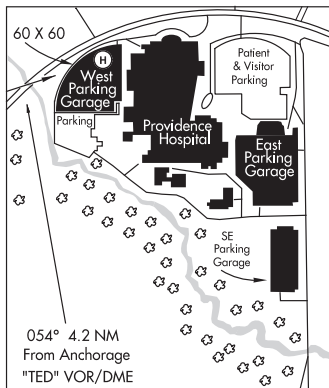 60 X 60
H
West
Parking
Garage
Patient
& Visitor
Parking
Parking
Providence
Hospital
East
Parking
Garage
SE
Parking
Garage
054° 4.2 NM
From Anchorage
"TED" VOR/DME